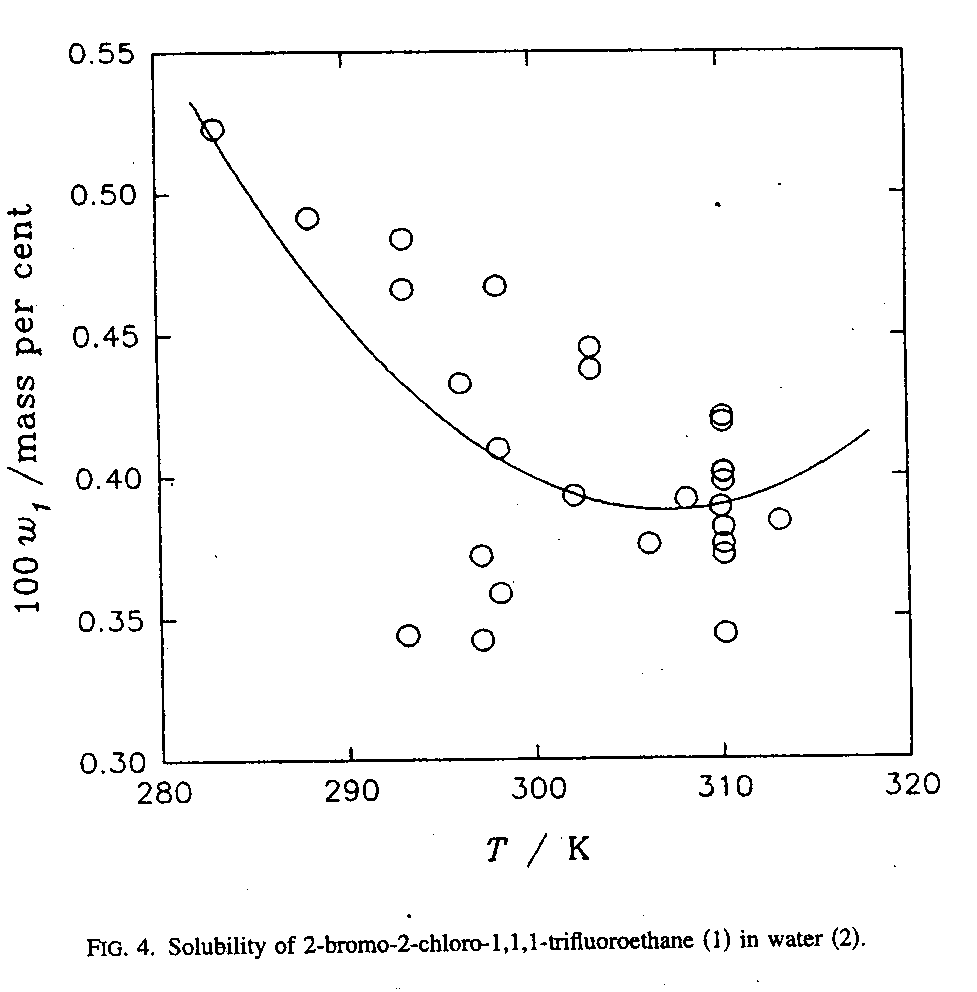 0.55
0.50
0.45
0.40
0.35
0.30
100 w1 /mass per cent
280 290 300 310 320
T / K
FIG. 4. Solubility of 2-bromo-2-chloro-1,1,1-trifluoroethane (1) in water (2).